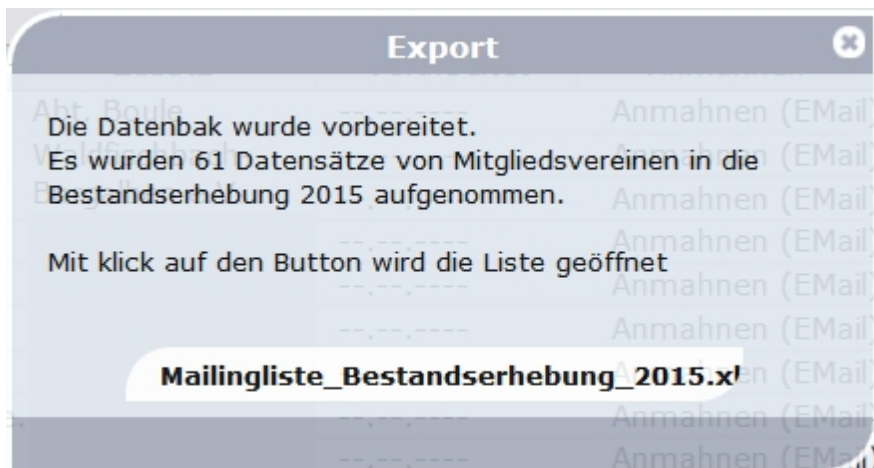 Export
Abt. Boule
Die Datenbak wurde vorbereitet.
Es wurden 61 Datensätze von Mitgliedsvereinen in die
Bestandserhebung 2015 aufgenommen.
Mit klick auf den Button wird die Liste geöffnet
Mailingliste_Bestandserhebung_2015.xl
--.--.---- Anmahnen (EMail)
Anmahnen (EMail)
--.--.---- Anmahnen (EMail)
--.--.---- Anmahnen (EMail)
--.--.---- Anmahnen (EMail)
--.--.---- Anmahnen (EMail)
en (EMail)
--.--.---- Anmahnen (EMail)
--.--.---- Anmahnen (EMail)